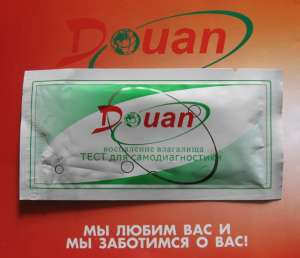 Douan
Douan
воспаление влагалища
ТЕСТ для самодиагностики
МЫ ЛЮБИМ ВАС И
МЫ ЗАБОТИМСЯ О ВАС!